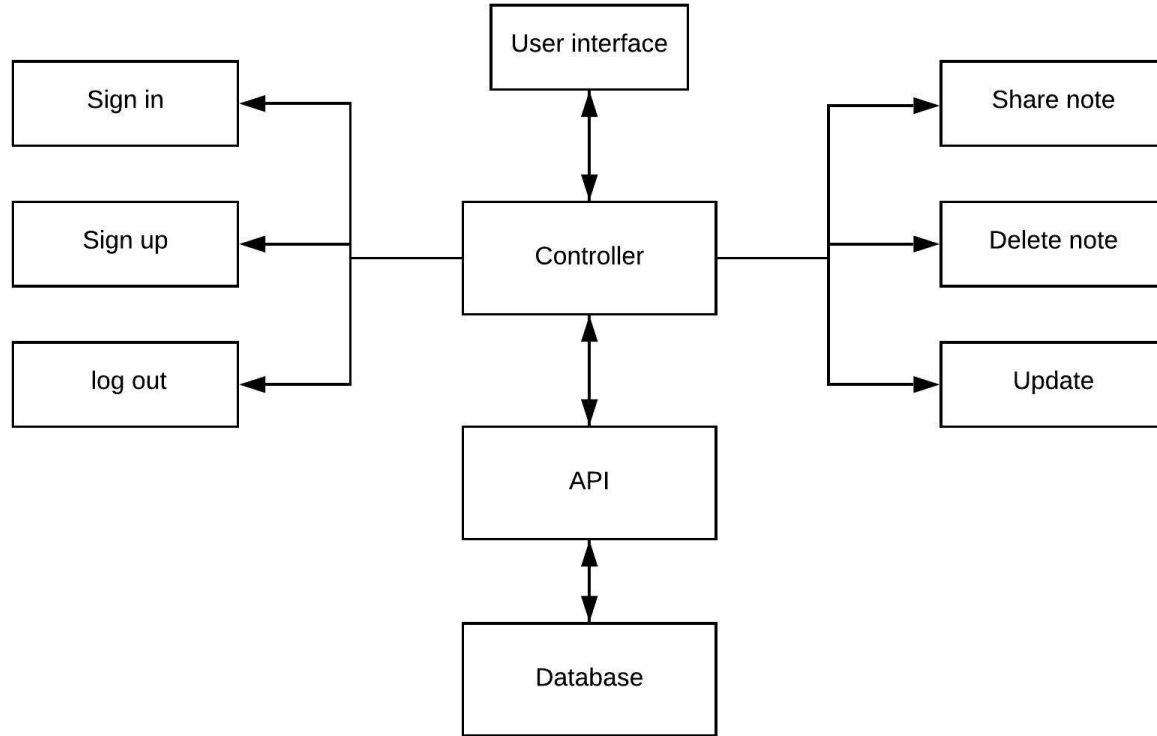 User interface
Sign in
Share note
Sign up
Controller
Delete note
log out
Update
API
Database